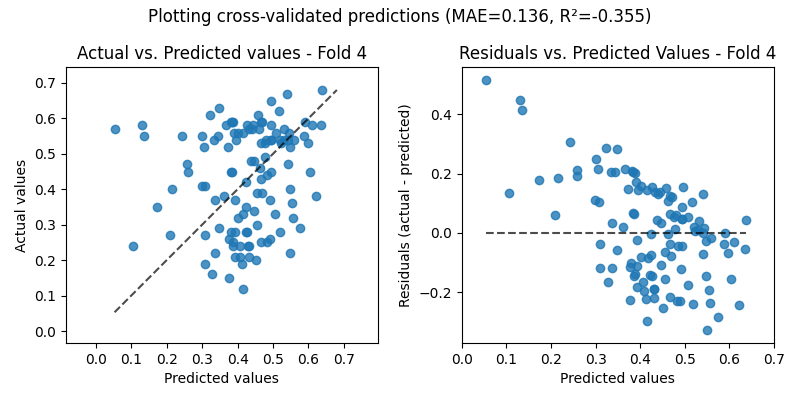 Plotting cross-validated predictions (MAE=0.136, R²=-0.355)
Actual vs. Predicted values - Fold 4
Actual values
0.7
0.6
0.5
0.4
0.3
0.2
0.1
0.0
0.0 0.1 0.2 0.3 0.4 0.5 0.6 0.7
Predicted values
Residuals vs. Predicted Values - Fold 4
Residuals (actual - predicted)
0.4
0.2
0.0
−0.2
0.0 0.1 0.2 0.3 0.4 0.5 0.6 0.7
Predicted values